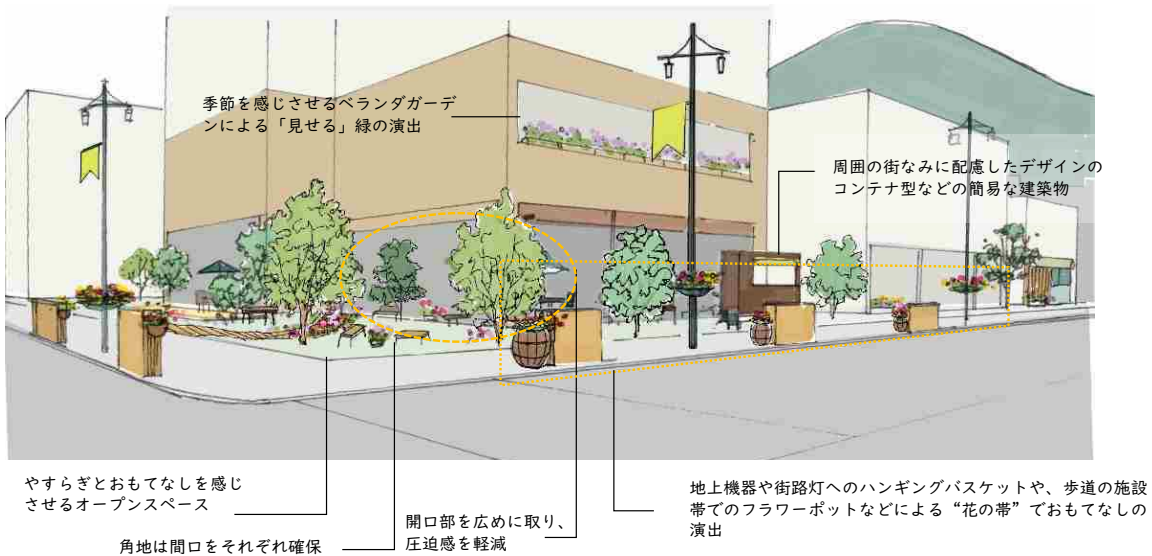 季節を感じさせるベランダガーデ
ンによる「見せる」緑の演出
周囲の街なみに配慮したデザインの
コンテナ型などの簡易な建築物
やすらぎとおもてなしを感じ
させるオープンスペース
角地は間口をそれぞれ確保
開口部を広めに取り、
圧迫感を軽減
地上機器や街路灯へのハンギングバスケットや、歩道の施設
帯でのフラワーポットなどによる“花の帯”でおもてなしの
演出